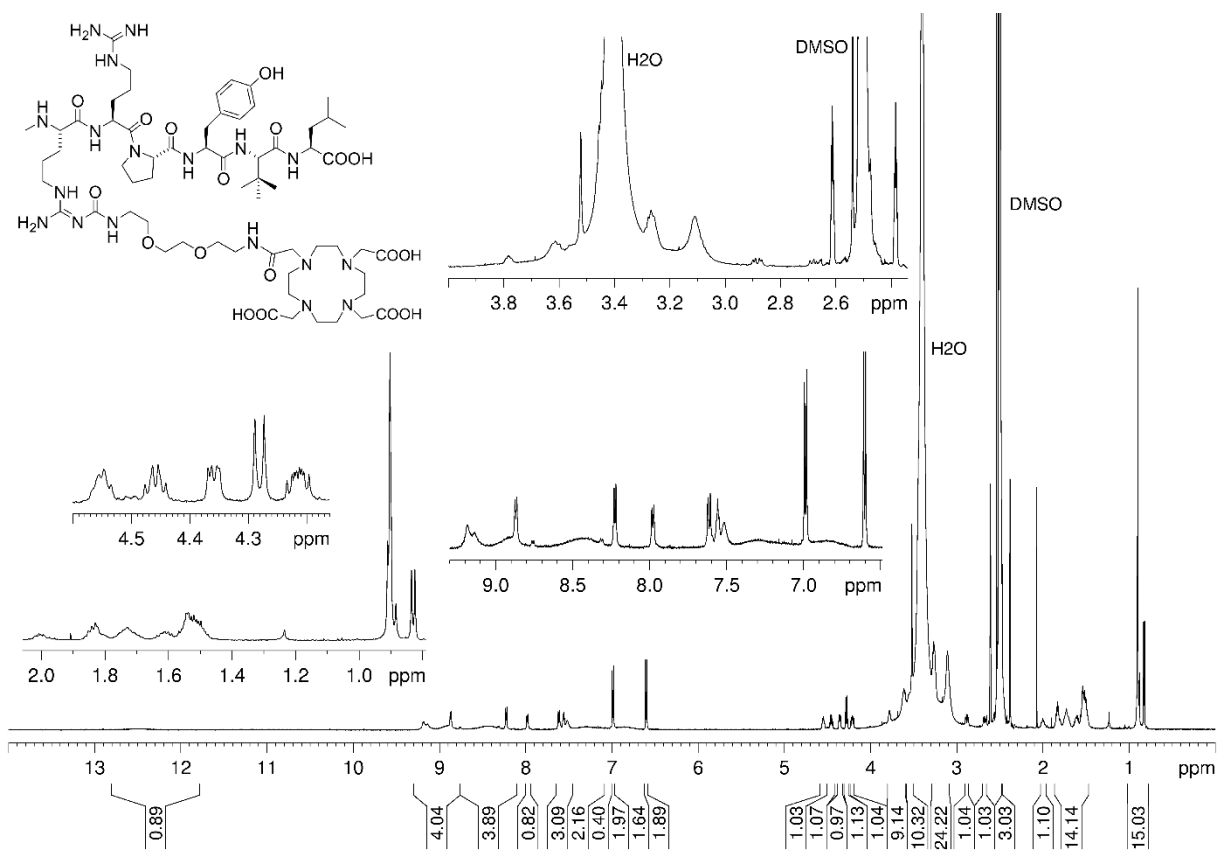 H₂N
NH
NH
OH
O
O
O
O
N
H
N
H
N
N
H
O
N
H
O
N
H
COOH
NH
O
H₂N
N
N
H
O
O
H
N
O
N
N
COOH
N
N
HOOC
COOH
H2O
DMSO
3.8 3.6 3.4 3.2 3.0 2.6 ppm
DMSO
H2O
4.5 4.4 4.3 ppm
9.0 8.5 8.0 7.5 7.0 ppm
2.0 1.8 1.6 1.4 1.2 1.0 ppm
13 12 11 10 9 8 7 6 5 4 3 2 1 ppm
0.89 4.04 3.89 0.82 3.09 2.16 0.40 1.97 1.64 1.89 1.03 1.07 0.97 1.13 1.04 9.14 10.32 24.22 1.04 1.03 3.03 1.10 14.14 15.03